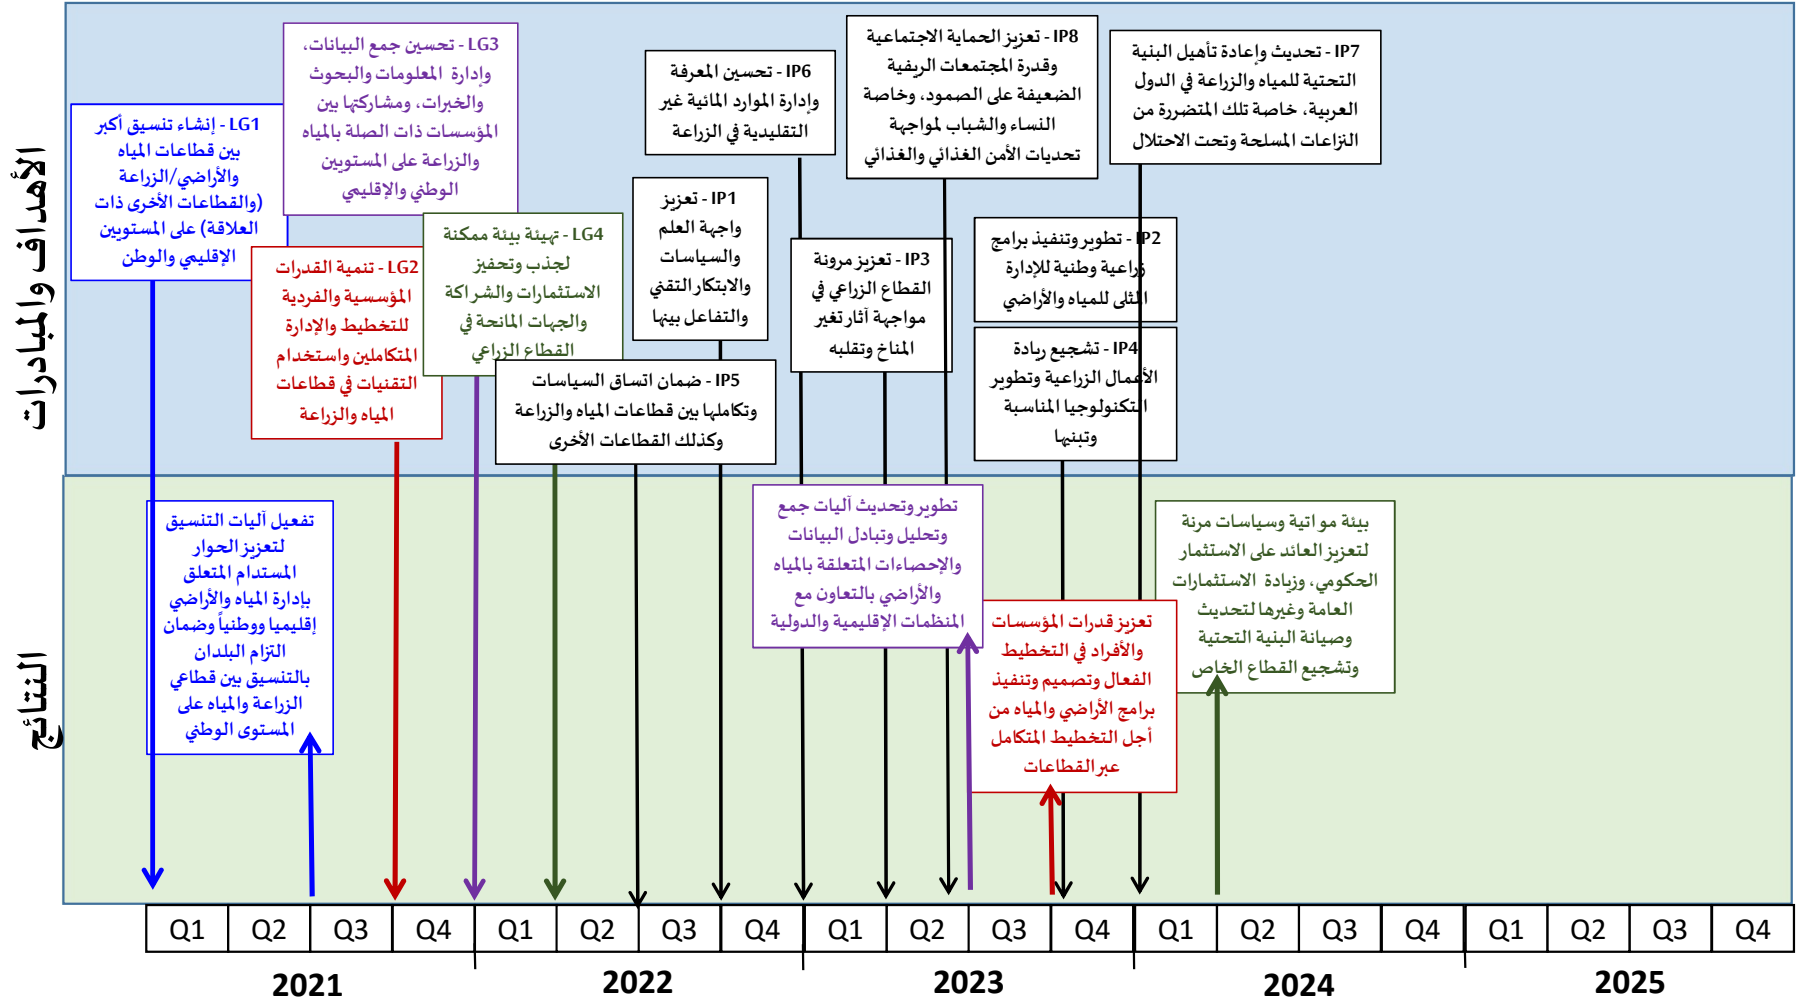 الأهداف والمبادرات
LG1 - إنشاء تنسيق أكبر
بين قطاعات المياه
والأراضي/الزراعة
(والقطاعات الأخرى ذات
العلاقة) على المستويين
الإقليمي والوطن
LG3 - تحسين جمع البيانات،
وإدارة المعلومات والبحوث
والخبرات، ومشاركتها بين
المؤسسات ذات الصلة بالمياه
والزراعة على المستويين
الوطني والإقليمي
LG2 - تنمية القدرات
المؤسسية والفردية
للتخطيط والإدارة
المتكاملين واستخدام
التقنيات في قطاعات
المياه والزراعة
LG4 - تهيئة بيئة ممكنة
لجذب وتحفيز
الاستثمارات والشراكة
والجهات المانحة في
القطاع الزراعي
IP5 - ضمان اتساق السياسات
وتكاملها بين قطاعات المياه والزراعة
وكذلك القطاعات الأخرى
IP6 - تحسين المعرفة
وإدارة الموارد المائية غير
التقليدية في الزراعة
IP1 - تعزيز
واجهة العلم
والسياسات
والابتكار التقني
والتفاعل بينها
IP8 - تعزيز الحماية الاجتماعية
وقدرة المجتمعات الريفية
الضعيفة على الصمود، وخاصة
النساء والشباب لمواجهة
تحديات الأمن الغذائي والغذائي
IP3 - تعزيز مرونة
القطاع الزراعي في
مواجهة آثار تغير
المناخ وتقلبه
IP7 - تحديث وإعادة تأهيل البنية
التحتية للمياه والزراعة في الدول
العربية، خاصة تلك المتضررة من
النزاعات المسلحة وتحت الاحتلال
IP2 - تطوير وتنفيذ برامج
زراعية وطنية للإدارة
المثلى للمياه والأراضي
IP4 - تشجيع ريادة
الأعمال الزراعية وتطوير
التكنولوجيا المناسبة
وتبنيها
النتائج
تفعيل آليات التنسيق
لتعزيز الحوار
المستدام المتعلق
بإدارة المياه والأراضي
إقليميا ووطنياً وضمان
التزام البلدان
بالتنسيق بين قطاعي
الزراعة والمياه على
المستوى الوطني
تطوير وتحديث آليات جمع
وتحليل وتبادل البيانات
والإحصاءات المتعلقة بالمياه
والأراضي بالتعاون مع
المنظمات الإقليمية والدولية
تعزيز قدرات المؤسسات
والأفراد في التخطيط
الفعال وتصميم وتنفيذ
برامج الأراضي والمياه من
أجل التخطيط المتكامل
عبر القطاعات
بيئة مواتية وسياسات مرنة
لتعزيز العائد على الاستثمار
الحكومي، وزيادة الاستثمارات
العامة وغيرها لتحديث
وصيانة البنية التحتية
وتشجيع القطاع الخاص
Q1 Q2 Q3 Q4 Q1 Q2 Q3 Q4 Q1 Q2 Q3 Q4 Q1 Q2 Q3 Q4 Q1 Q2 Q3 Q4
2021 2022 2023 2024 2025